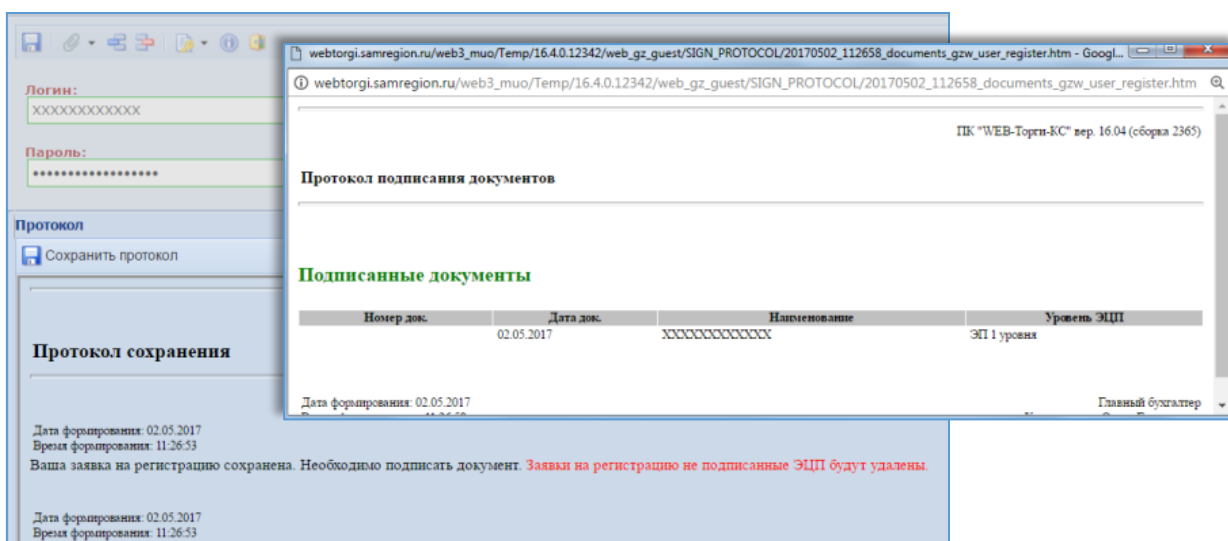 webtorgi.samregion.ru/web3_muo/Temp/16.4.0.12342/web_gz_guest/SIGN_PROTOCOL/20170502_112658_documents_gzw_user_register.htm - Googl...
webtorgi.samregion.ru/web3_muo/Temp/16.4.0.12342/web_gz_guest/SIGN_PROTOCOL/20170502_112658_documents_gzw_user_register.htm
ПК "WEB-Торги-КС" вер. 16.04 (сборка 2365)
Протокол подписания документов
Подписанные документы
Номер док. Дата док. Наименование Уровень ЭЦП
02.05.2017 XXXXXXXXXXXX ЭП 1 уровня
Дата формирования: 02.05.2017 Главный бухгалтер
Логин:
XXXXXXXXXXXX
Пароль:
••••••••••••••••••
Протокол
Сохранить протокол
Протокол сохранения
Дата формирования: 02.05.2017
Время формирования: 11:26:53
Ваша заявка на регистрацию сохранена. Необходимо подписать документ. Заявки на регистрацию не подписанные ЭЦП будут удалены.
Дата формирования: 02.05.2017
Время формирования: 11:26:53